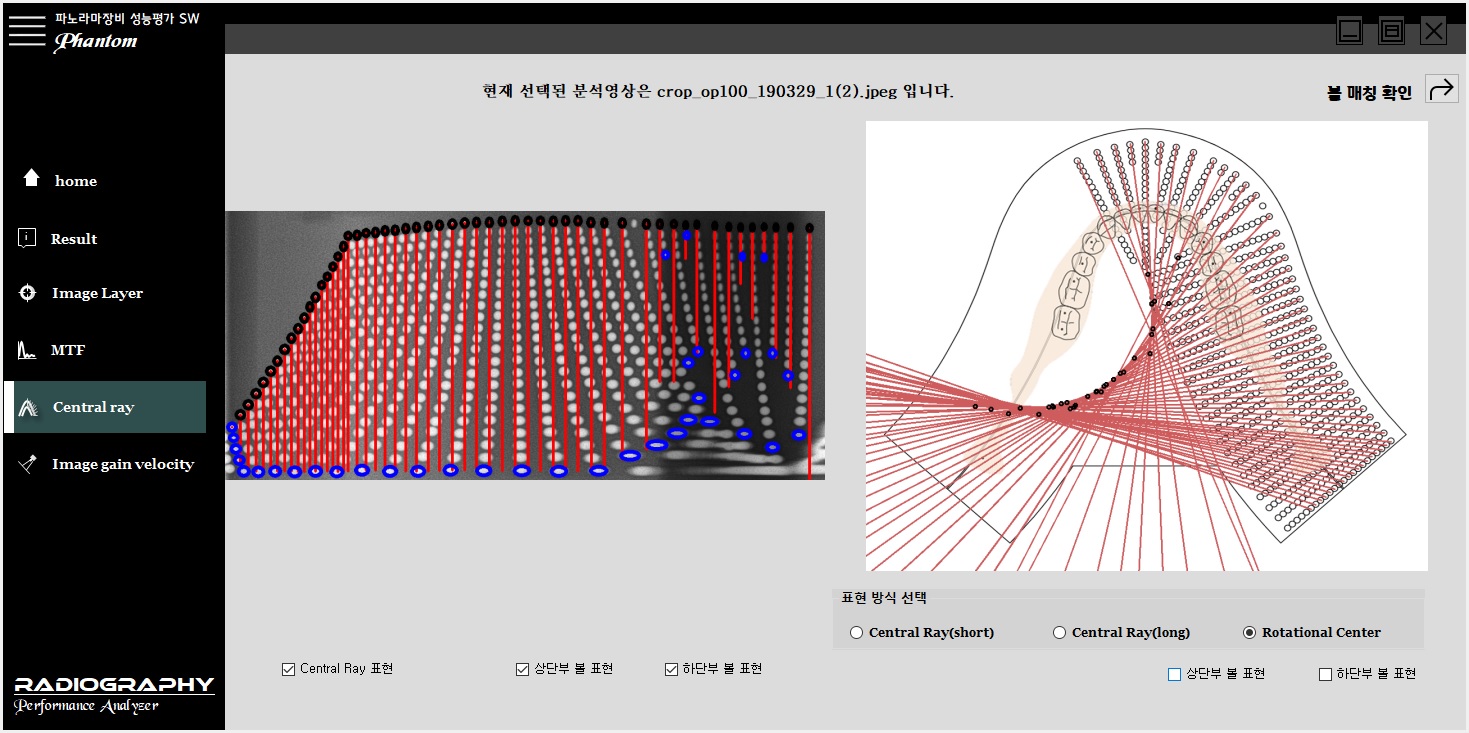 파노라마장비 성능평가 SW
Phantom
현재 선택된 분석영상은 crop_op100_190329_1(2).jpeg 입니다.
볼 매칭 확인
home
Result
Image Layer
MTF
Central ray
Image gain velocity
표현 방식 선택
Central Ray(short)
Central Ray(long)
Rotational Center
Central Ray 표현
상단부 볼 표현
하단부 볼 표현
상단부 볼 표현
하단부 볼 표현
RADIOGRAPHY
Performance Analyzer